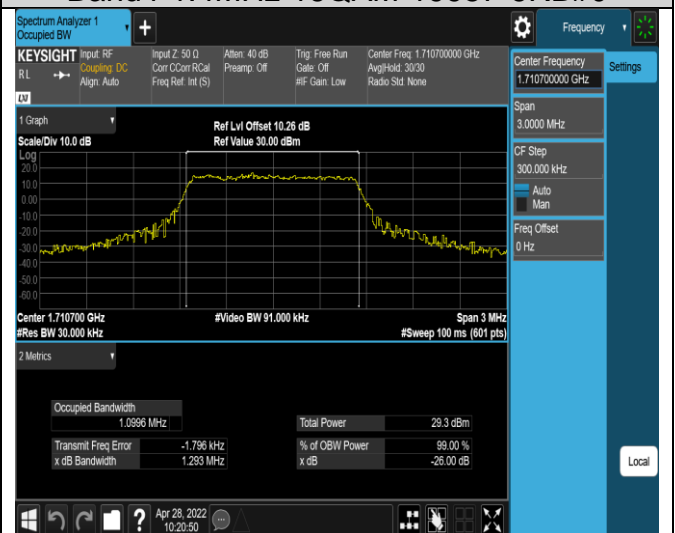 Spectrum Analyzer 1
Occupied BW
+
Frequency
KEYSIGHT
RL
LXI
Input: RF
Coupling: DC
Align: Auto
Input Z: 50 Ω
Corr CCorr RCal
Freq Ref: Int (S)
Atten: 40 dB
Preamp: Off
Trig: Free Run
Gate: Off
#IF Gain: Low
Center Freq: 1.710700000 GHz
Avg|Hold: 30/30
Radio Std: None
Center Frequency
1.710700000 GHz
Settings
Span
3.0000 MHz
CF Step
300.000 kHz
Auto
Man
Freq Offset
0 Hz
1 Graph
Scale/Div 10.0 dB
Ref Lvl Offset 10.26 dB
Ref Value 30.00 dBm
Log
20.0
10.0
0.00
-10.0
-20.0
-30.0
-40.0
-50.0
-60.0
Center 1.710700 GHz
#Video BW 91.000 kHz
Span 3 MHz
#Res BW 30.000 kHz
#Sweep 100 ms (601 pts)
2 Metrics
Occupied Bandwidth
1.0996 MHz
Total Power 29.3 dBm
Transmit Freq Error -1.796 kHz
% of OBW Power 99.00 %
x dB Bandwidth 1.293 MHz
x dB -26.00 dB
Local
?
Apr 28, 2022
10:20:50